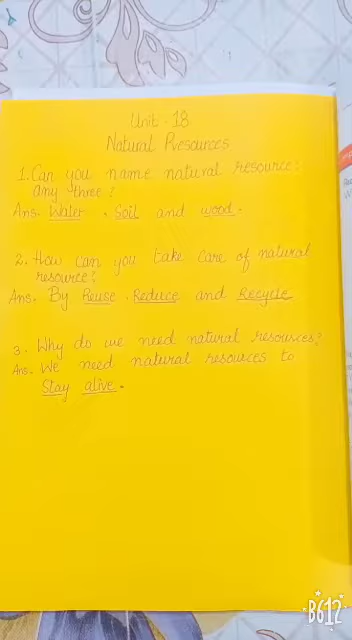 Unit - 18
Natural Resources
1. Can you name natural resource:
any three?
Ans. Water , Soil and wood.
2. How can you take care of natural
resource?
Ans. By Reuse , Reduce and Recycle
3. Why do we need natural resources?
Ans. We need natural resources to
Stay alive.
B612